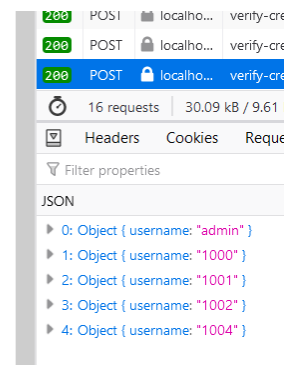 200 POST localho... verify-cre
200 POST localho... verify-cre
200 POST localho... verify-cre
16 requests 30.09 kB / 9.61
Headers Cookies Reque
Filter properties
JSON
0: Object { username: "admin" }
1: Object { username: "1000" }
2: Object { username: "1001" }
3: Object { username: "1002" }
4: Object { username: "1004" }